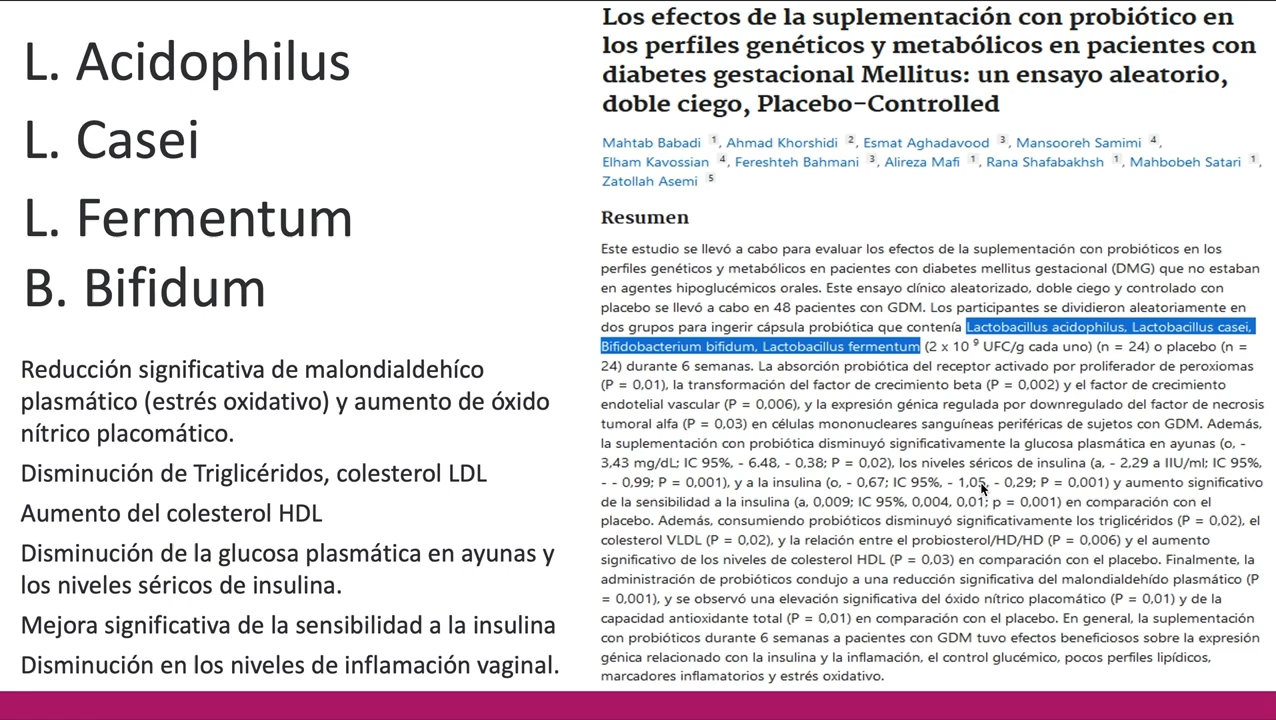 L. Acidophilus
L. Casei
L. Fermentum
B. Bifidum
Reducción significativa de malondialdehíco
plasmático (estrés oxidativo) y aumento de óxido
nítrico placomático.
Disminución de Triglicéridos, colesterol LDL
Aumento del colesterol HDL
Disminución de la glucosa plasmática en ayunas y
los niveles séricos de insulina.
Mejora significativa de la sensibilidad a la insulina
Disminución en los niveles de inflamación vaginal.
Los efectos de la suplementación con probiótico en
los perfiles genéticos y metabólicos en pacientes con
diabetes gestacional Mellitus: un ensayo aleatorio,
doble ciego, Placebo-Controlled
Mahtab Babadi 1, Ahmad Khorshidi 2, Esmat Aghadavood 3, Mansooreh Samimi 4,
Elham Kavossian 4, Fereshteh Bahmani 3, Alireza Mafi 1, Rana Shafabakhsh 1, Mahbobeh Satari 1,
Zatollah Asemi 5
Resumen
Este estudio se llevó a cabo para evaluar los efectos de la suplementación con probióticos en los
perfiles genéticos y metabólicos en pacientes con diabetes mellitus gestacional (DMG) que no estaban
en agentes hipoglucémicos orales. Este ensayo clínico aleatorizado, doble ciego y controlado con
placebo se llevó a cabo en 48 pacientes con GDM. Los participantes se dividieron aleatoriamente en
dos grupos para ingerir cápsula probiótica que contenía Lactobacillus acidophilus, Lactobacillus casei,
Bifidobacterium bifidum, Lactobacillus fermentum (2 x 10 9 UFC/g cada uno) (n = 24) o placebo (n =
24) durante 6 semanas. La absorción probiótica del receptor activado por proliferador de peroxiomas
(P = 0,01), la transformación del factor de crecimiento beta (P = 0,002) y el factor de crecimiento
endotelial vascular (P = 0,006), y la expresión génica regulada por downregulado del factor de necrosis
tumoral alfa (P = 0,03) en células mononucleares sanguíneas periféricas de sujetos con GDM. Además,
la suplementación con probiótica disminuyó significativamente la glucosa plasmática en ayunas (o, -
3,43 mg/dL; IC 95%, - 6.48, - 0,38; P = 0,02), los niveles séricos de insulina (a, - 2,29 a IIU/ml; IC 95%,
- - 0,99; P = 0,001), y a la insulina (o, - 0,67; IC 95%, - 1,05, - 0,29; P = 0,001) y aumento significativo
de la sensibilidad a la insulina (a, 0,009; IC 95%, 0,004, 0,01; p = 0,001) en comparación con el
placebo. Además, consumiendo probióticos disminuyó significativamente los triglicéridos (P = 0,02), el
colesterol VLDL (P = 0,02), y la relación entre el probiosterol/HD/HD (P = 0,006) y el aumento
significativo de los niveles de colesterol HDL (P = 0,03) en comparación con el placebo. Finalmente, la
administración de probióticos condujo a una reducción significativa del malondialdehído plasmático (P
= 0,001), y se observó una elevación significativa del óxido nítrico placomático (P = 0,01) y de la
capacidad antioxidante total (P = 0,01) en comparación con el placebo. En general, la suplementación
con probióticos durante 6 semanas a pacientes con GDM tuvo efectos beneficiosos sobre la expresión
génica relacionado con la insulina y la inflamación, el control glucémico, pocos perfiles lipídicos,
marcadores inflamatorios y estrés oxidativo.